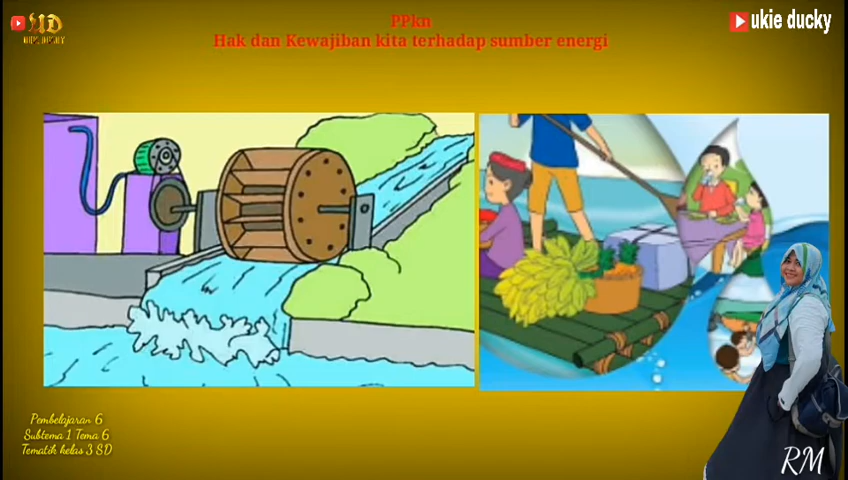 PPkn
Hak dan Kewajiban kita terhadap sumber energi
ukie ducky
UD
Pembelajaran 6
Subtema 1 Tema 6
Tematik kelas 3 SD
RM